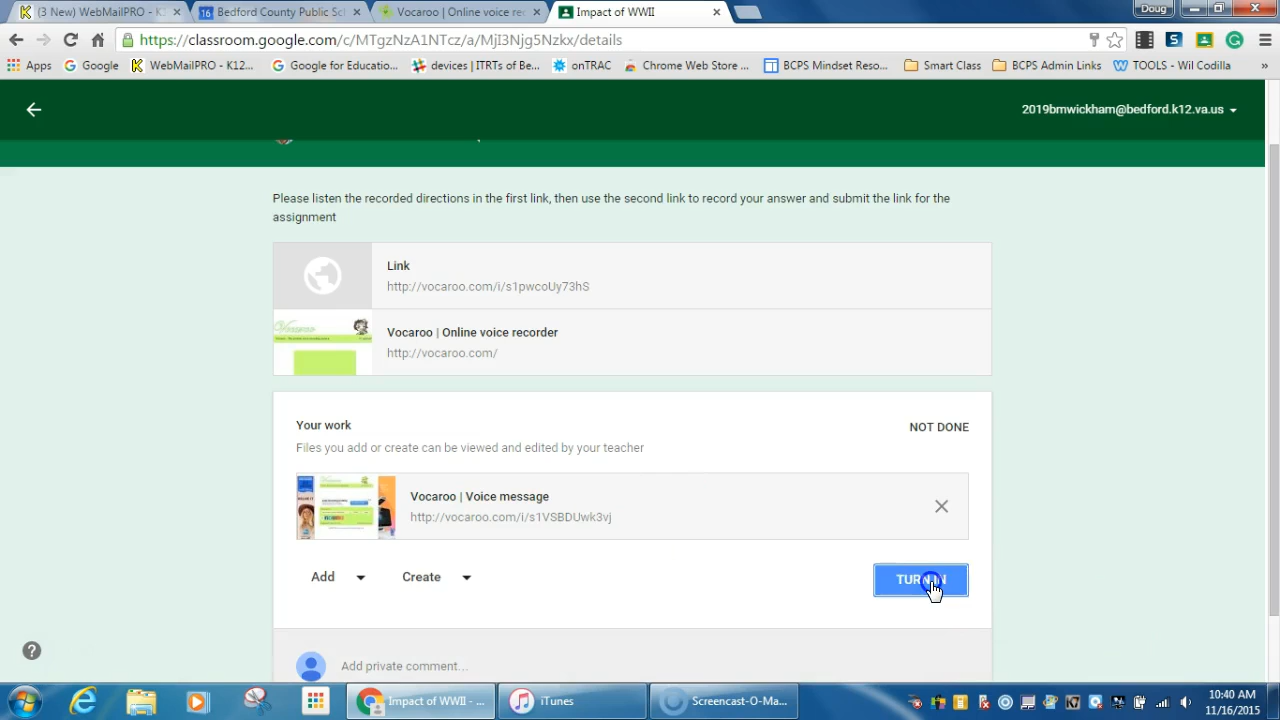 (3 New) WebMailPRO - K
Bedford County Public Sc
Vocaroo | Online voice rec
Impact of WWII
Doug
https://classroom.google.com/c/MTgzNzA1NTcz/a/MjI3Njg5Nzkx/details
Apps
Google
WebMailPRO - K12...
Google for Educatio...
devices | ITRTs of Be...
onTRAC
Chrome Web Store ...
BCPS Mindset Reso...
Smart Class
BCPS Admin Links
TOOLS - Wil Codilla
»
2019bmwickham@bedford.k12.va.us
Please listen the recorded directions in the first link, then use the second link to record your answer and submit the link for the
assignment
Link
http://vocaroo.com/i/s1pwcoUy73hS
Vocaroo | Online voice recorder
http://vocaroo.com/
Your work
NOT DONE
Files you add or create can be viewed and edited by your teacher
Vocaroo | Voice message
http://vocaroo.com/i/s1VSBDUwk3vj
Add
Create
TURN IN
Add private comment...
Impact of WWII - ...
iTunes
Screencast-O-Ma...
10:40 AM
11/16/2015